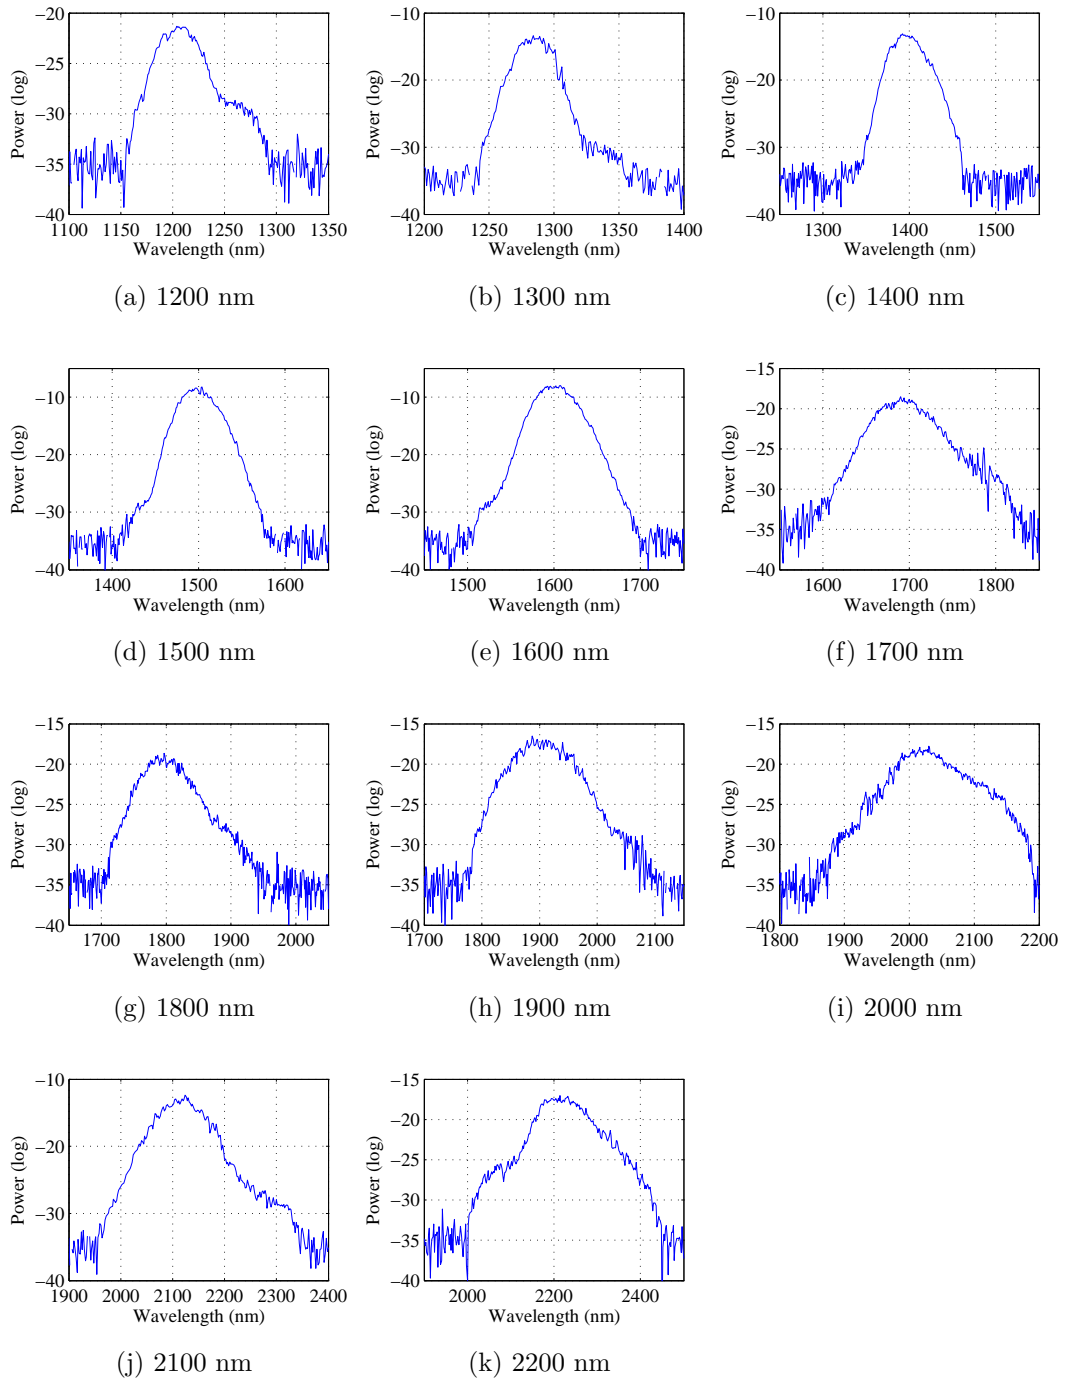 −10
−15
−20
−25
−30
−35
−40
Power (log)
1100 1150 1200 1250 1300 1350
Wavelength (nm)
(a) 1200 nm
−10
−20
−30
−40
Power (log)
1200 1250 1300 1350 1400
Wavelength (nm)
(b) 1300 nm
−10
−20
−30
−40
Power (log)
1300 1400 1500
Wavelength (nm)
(c) 1400 nm
−10
−20
−30
−40
Power (log)
1400 1500 1600
Wavelength (nm)
(d) 1500 nm
−10
−20
−30
−40
Power (log)
1500 1600 1700
Wavelength (nm)
(e) 1600 nm
−15
−20
−25
−30
−35
−40
Power (log)
1600 1700 1800
Wavelength (nm)
(f) 1700 nm
−15
−20
−25
−30
−35
−40
Power (log)
1700 1800 1900 2000
Wavelength (nm)
(g) 1800 nm
−15
−20
−25
−30
−35
−40
Power (log)
1700 1800 1900 2000 2100
Wavelength (nm)
(h) 1900 nm
−15
−20
−25
−30
−35
−40
Power (log)
1800 1900 2000 2100 2200
Wavelength (nm)
(i) 2000 nm
−10
−20
−30
−40
Power (log)
1900 2000 2100 2200 2300 2400
Wavelength (nm)
(j) 2100 nm
−15
−20
−25
−30
−35
−40
Power (log)
2000 2200 2400
Wavelength (nm)
(k) 2200 nm